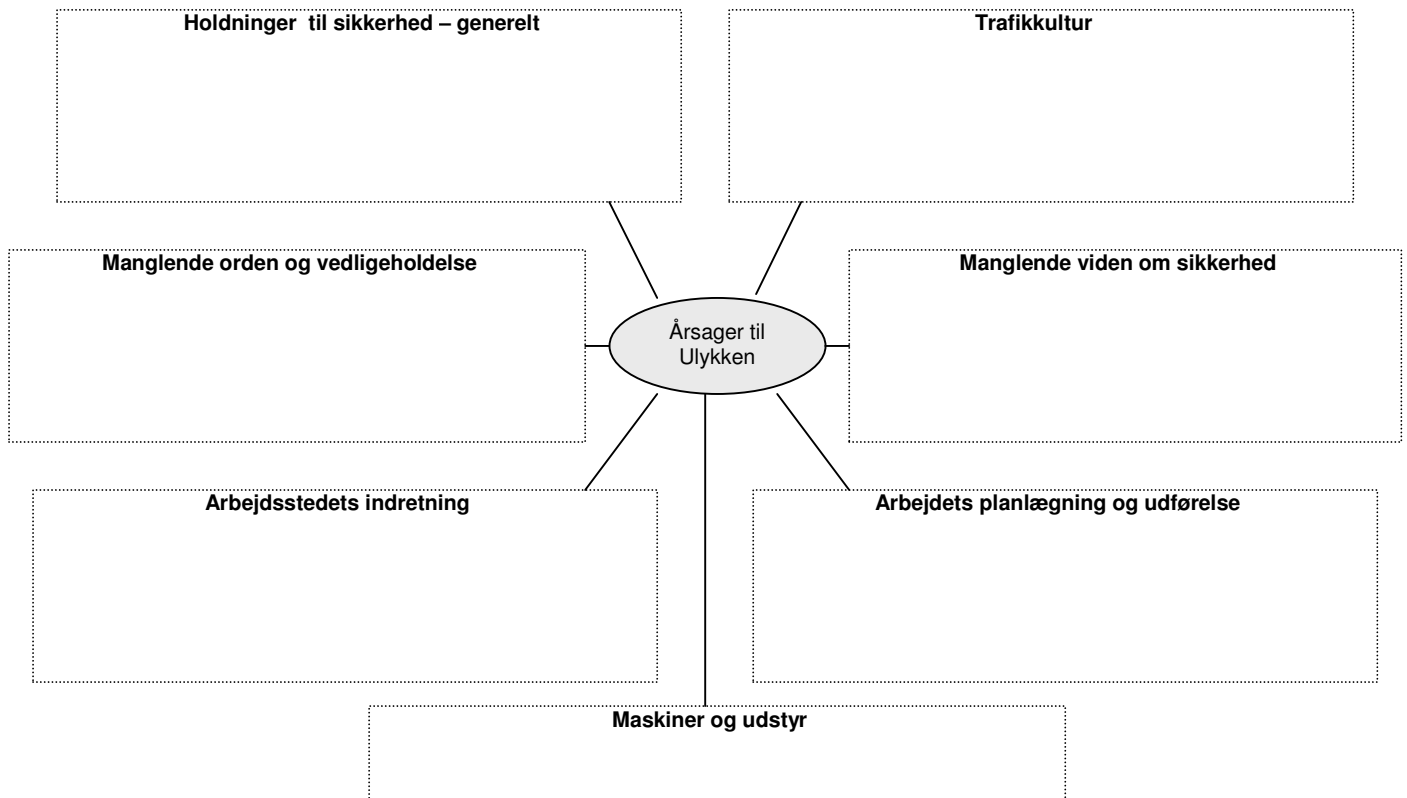 Holdninger til sikkerhed – generelt
Trafikkultur
Manglende orden og vedligeholdelse
Manglende viden om sikkerhed
Årsager til
Ulykken
Arbejdsstedets indretning
Arbejdets planlægning og udførelse
Maskiner og udstyr